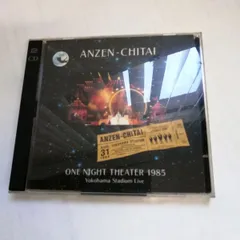 ANZEN-CHITAI
ANZEN-CHITAI
31
ONE NIGHT THEATER 1985
Yokohama Stadium Live